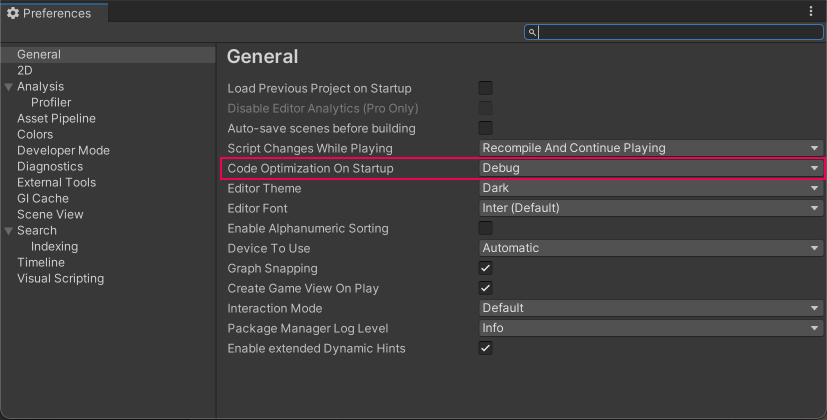 Preferences
General
2D
Analysis
Profiler
Asset Pipeline
Colors
Developer Mode
Diagnostics
External Tools
GI Cache
Scene View
Search
Indexing
Timeline
Visual Scripting
General
Load Previous Project on Startup
Disable Editor Analytics (Pro Only)
Auto-save scenes before building
Script Changes While Playing Recompile And Continue Playing
Code Optimization On Startup Debug
Editor Theme Dark
Editor Font Inter (Default)
Enable Alphanumeric Sorting
Device To Use Automatic
Graph Snapping
Create Game View On Play
Interaction Mode Default
Package Manager Log Level Info
Enable extended Dynamic Hints